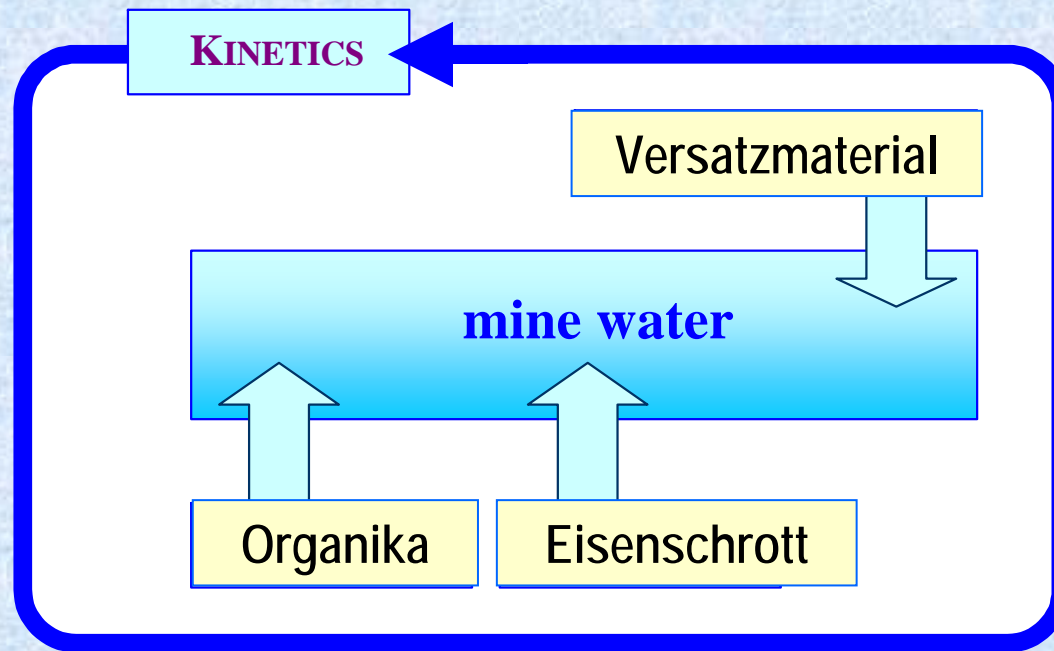 KINETICS
Versatzmaterial
mine water
Organika
Eisenschrott